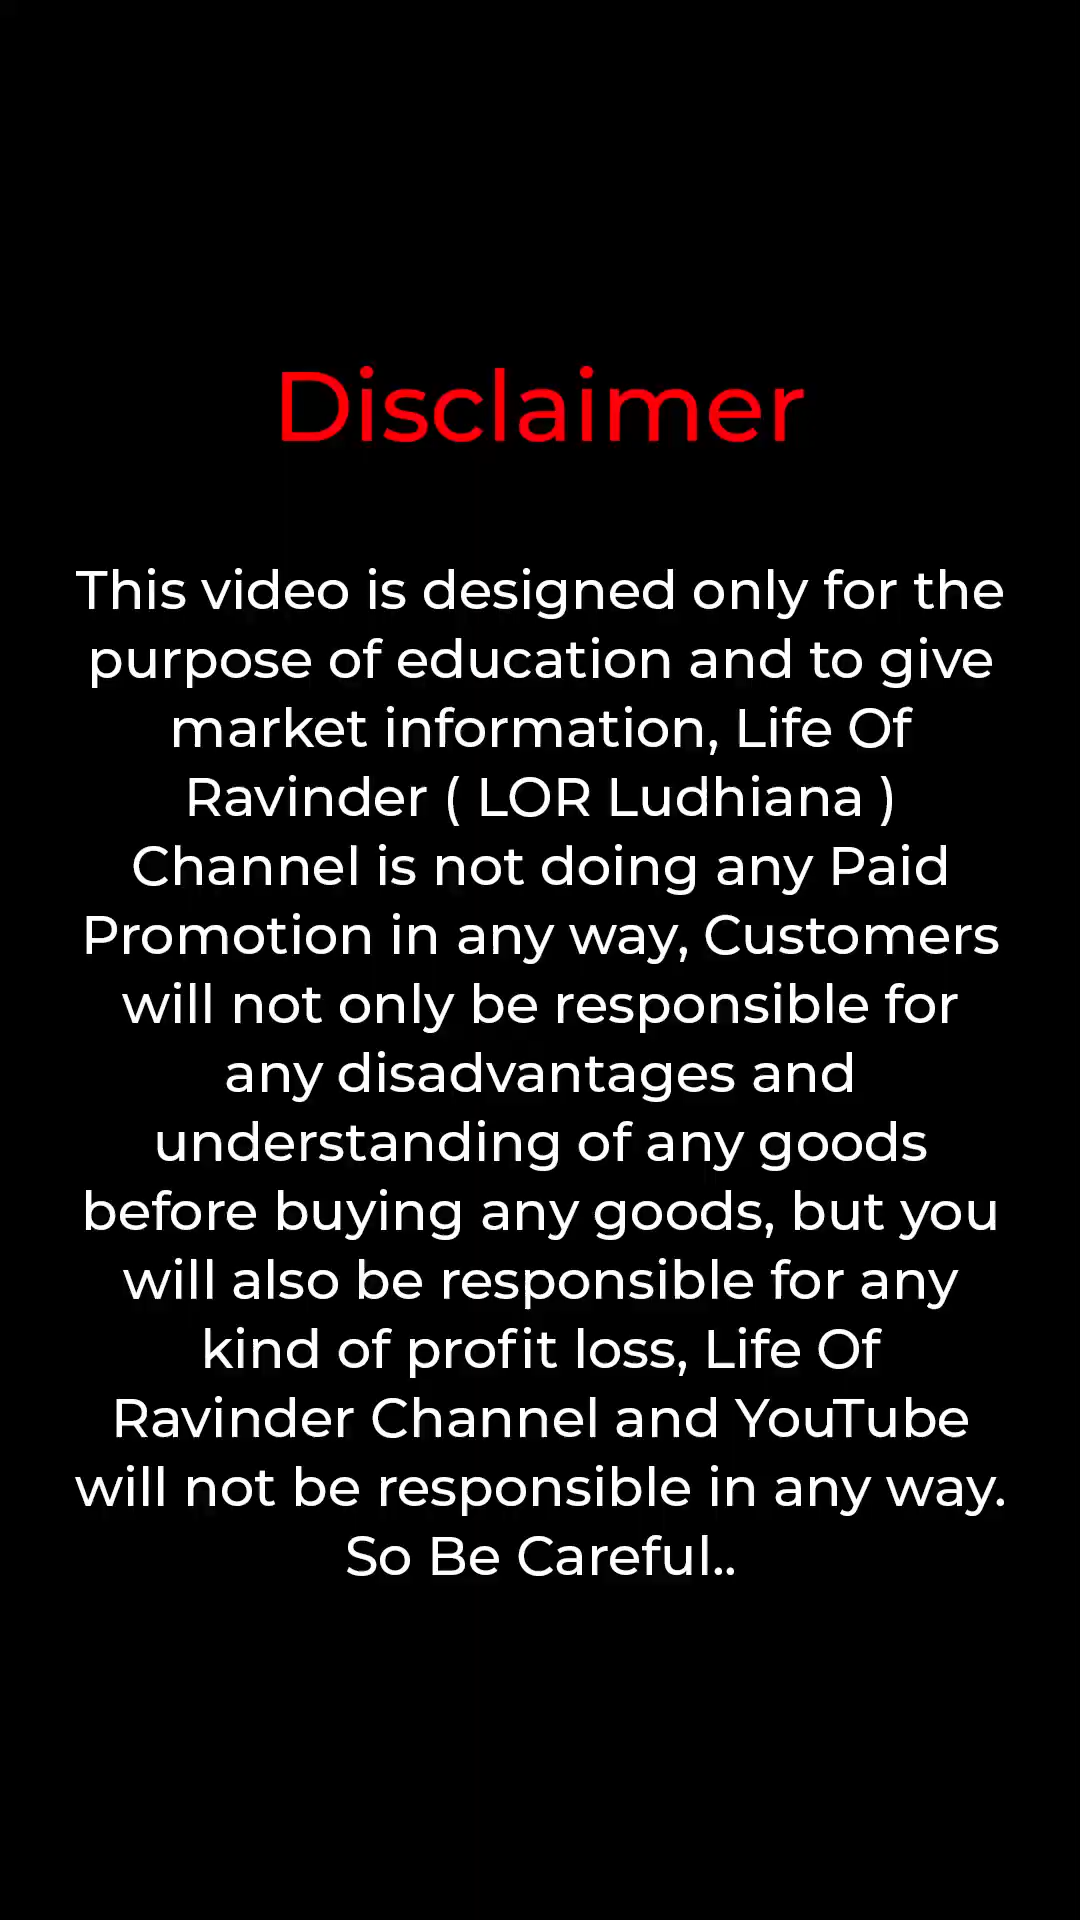 Disclaimer
This video is designed only for the
purpose of education and to give
market information, Life Of
Ravinder ( LOR Ludhiana )
Channel is not doing any Paid
Promotion in any way, Customers
will not only be responsible for
any disadvantages and
understanding of any goods
before buying any goods, but you
will also be responsible for any
kind of profit loss, Life Of
Ravinder Channel and YouTube
will not be responsible in any way.
So Be Careful..